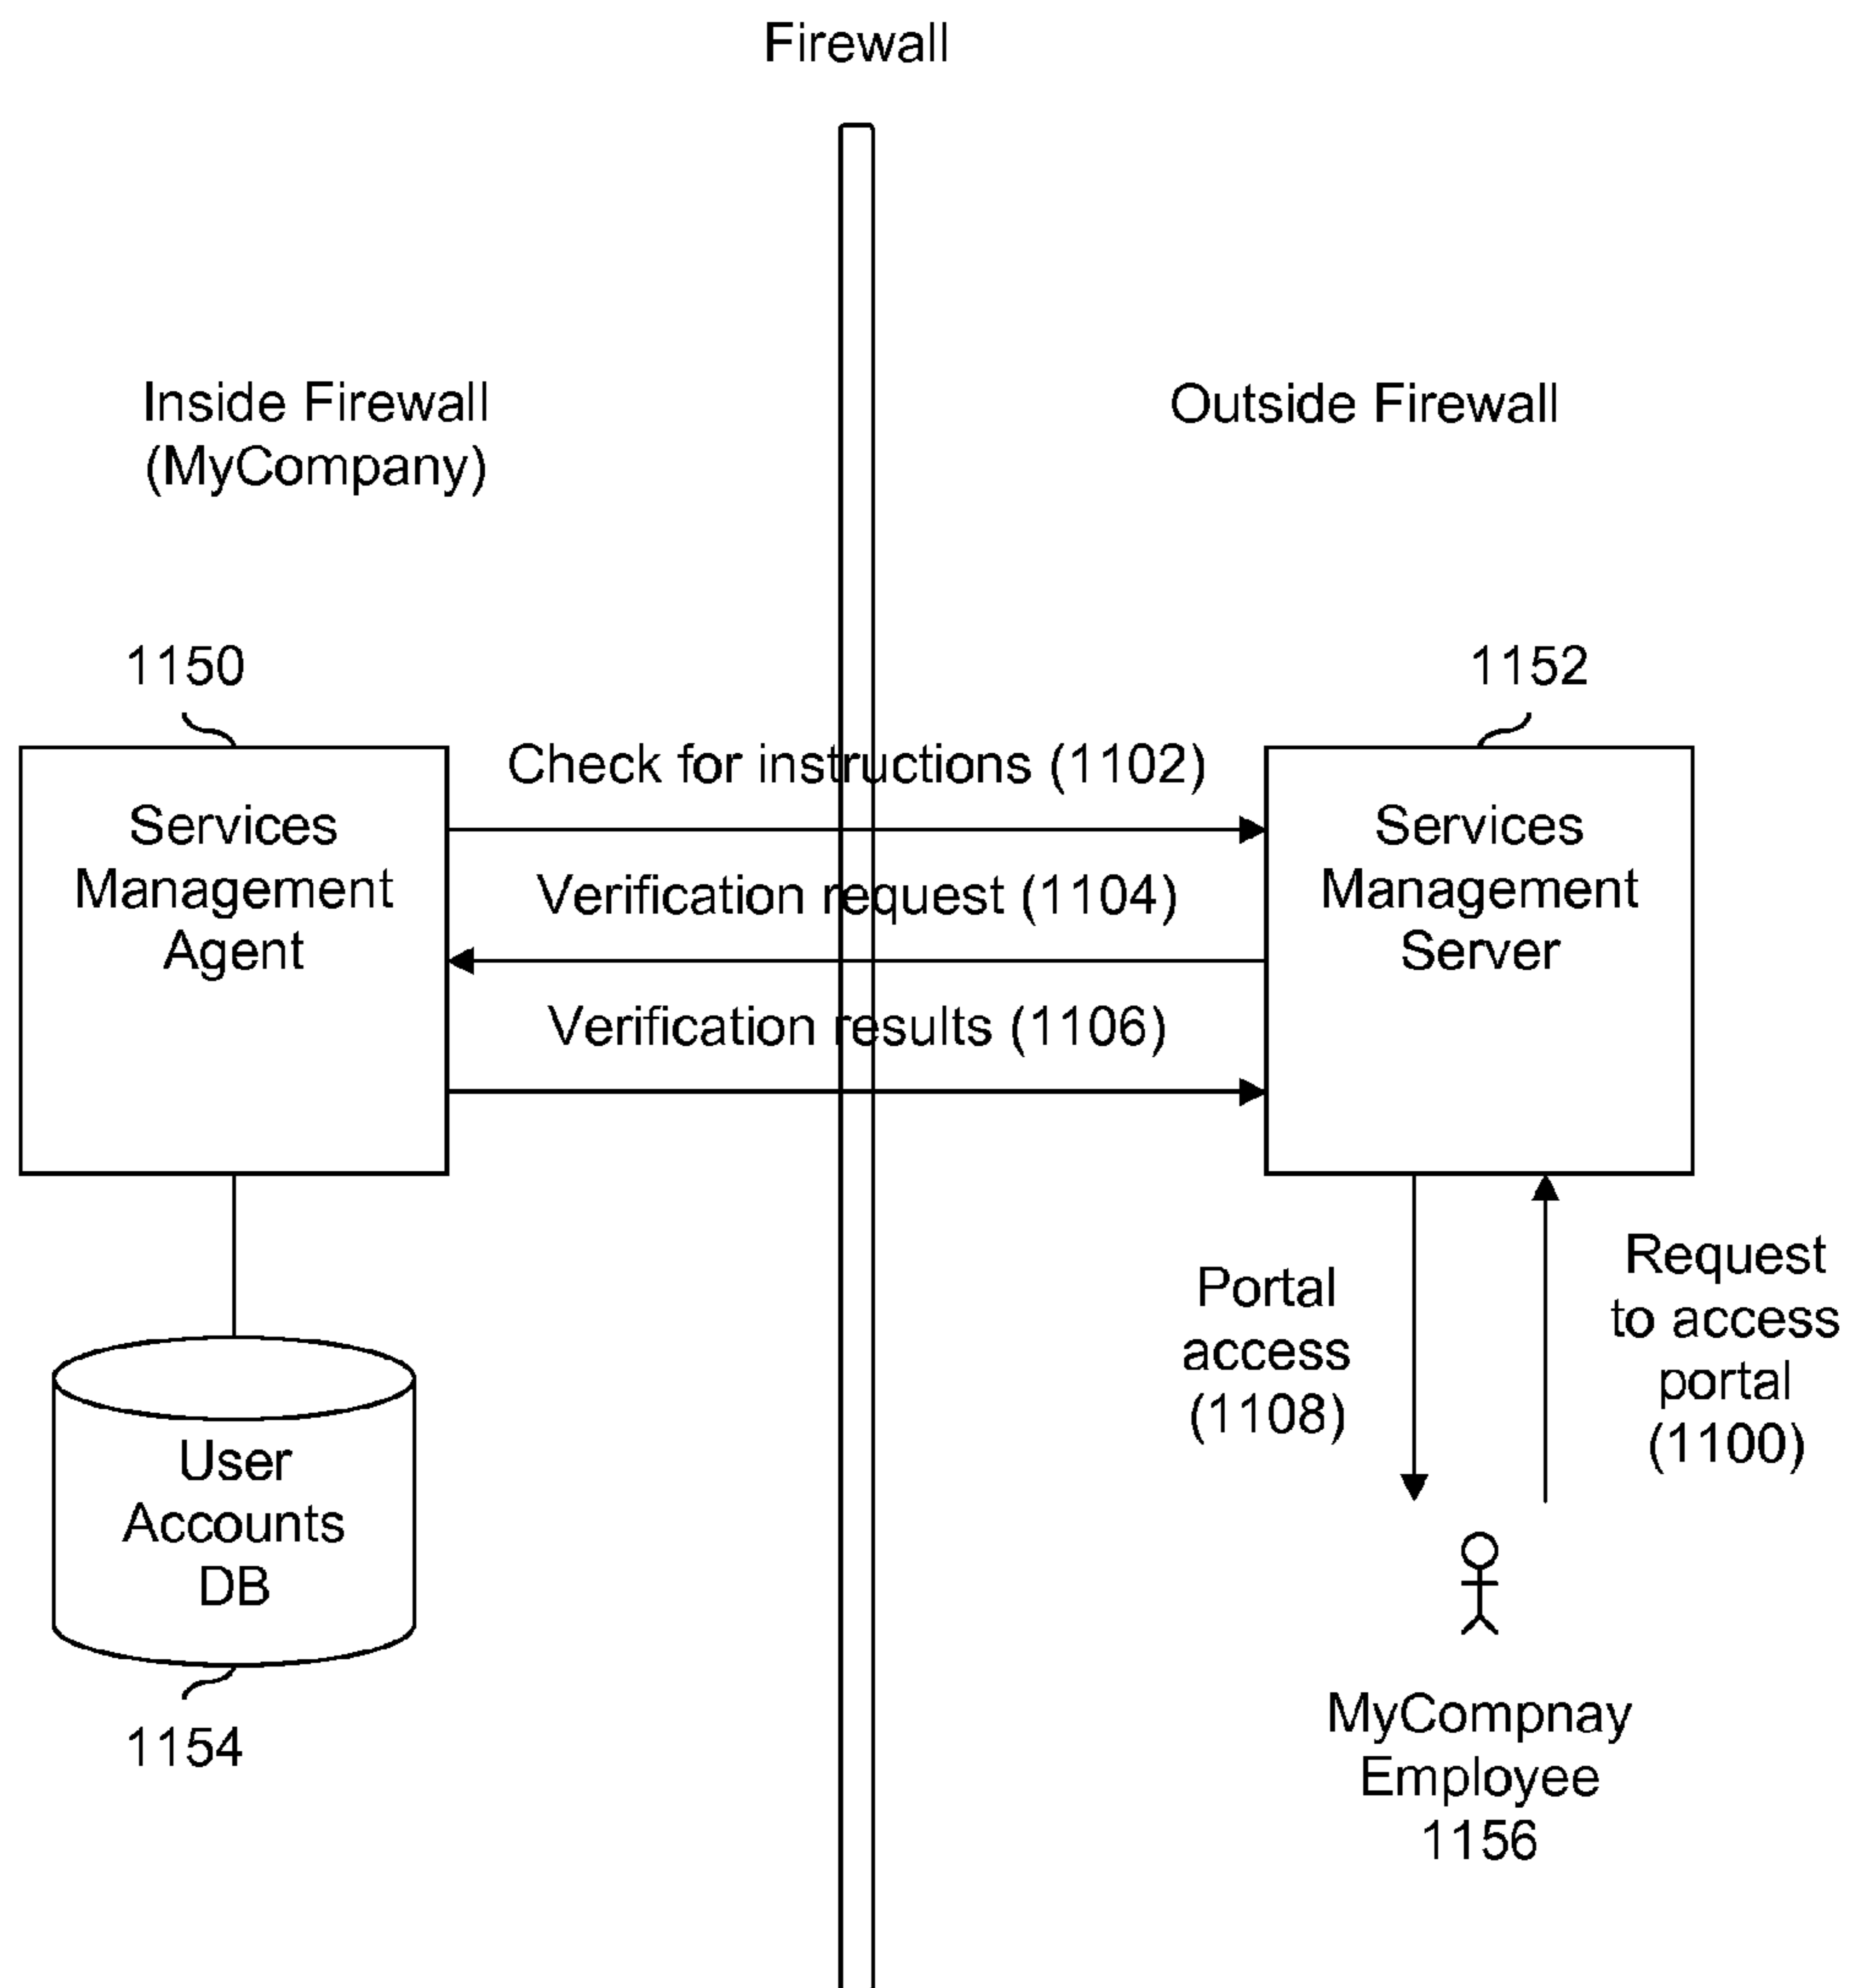 Firewall
Inside Firewall
(MyCompany)
Outside Firewall
1150
1152
Services
Management
Agent
Check for instructions (1102)
Verification request (1104)
Verification results (1106)
Services
Management
Server
Portal
access
(1108)
Request
to access
portal
(1100)
User
Accounts
DB
1154
MyCompnay
Employee
1156